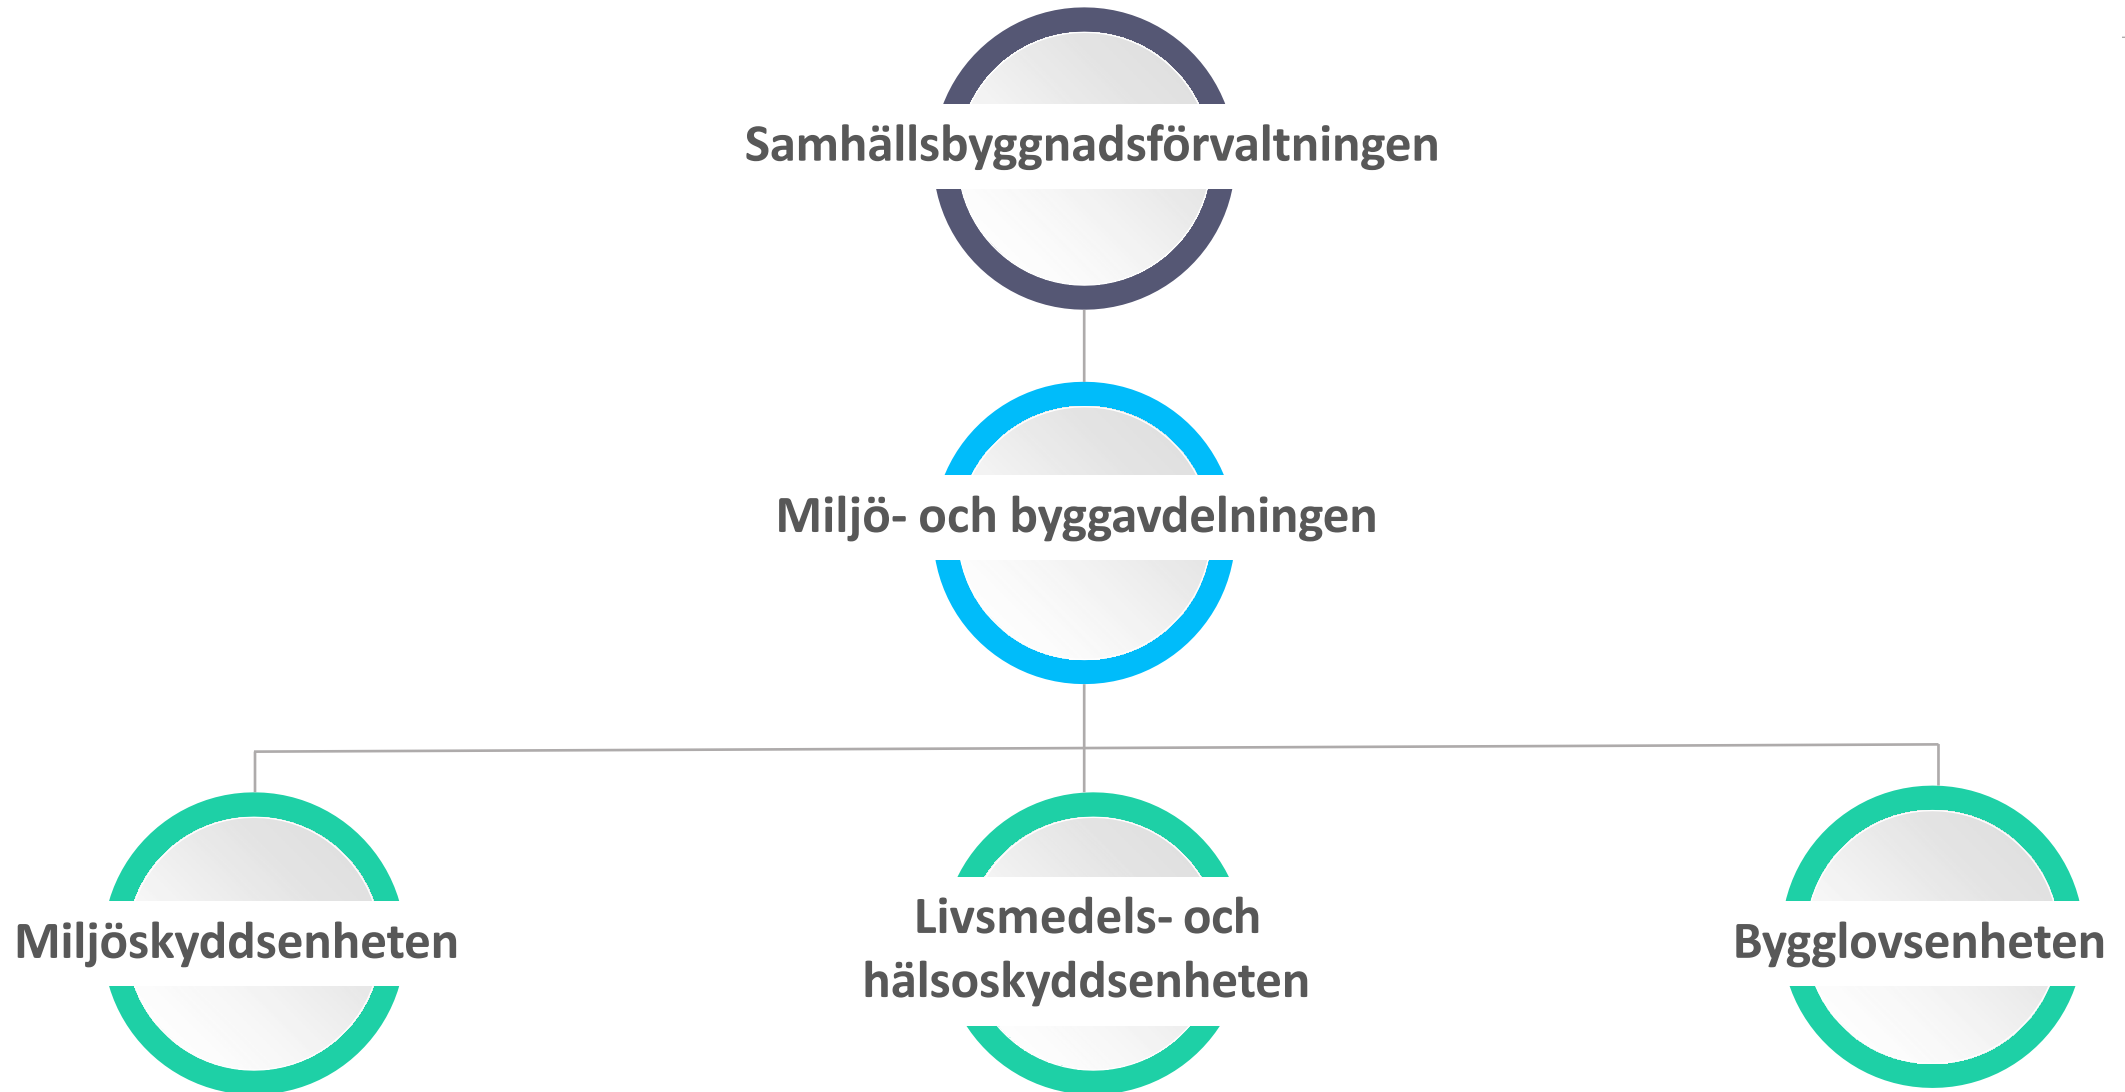 Samhällsbyggnadsförvaltningen
Miljö- och byggavdelningen
Miljöskyddsenheten
Livsmedels- och
hälsoskyddsenheten
Bygglovsenheten